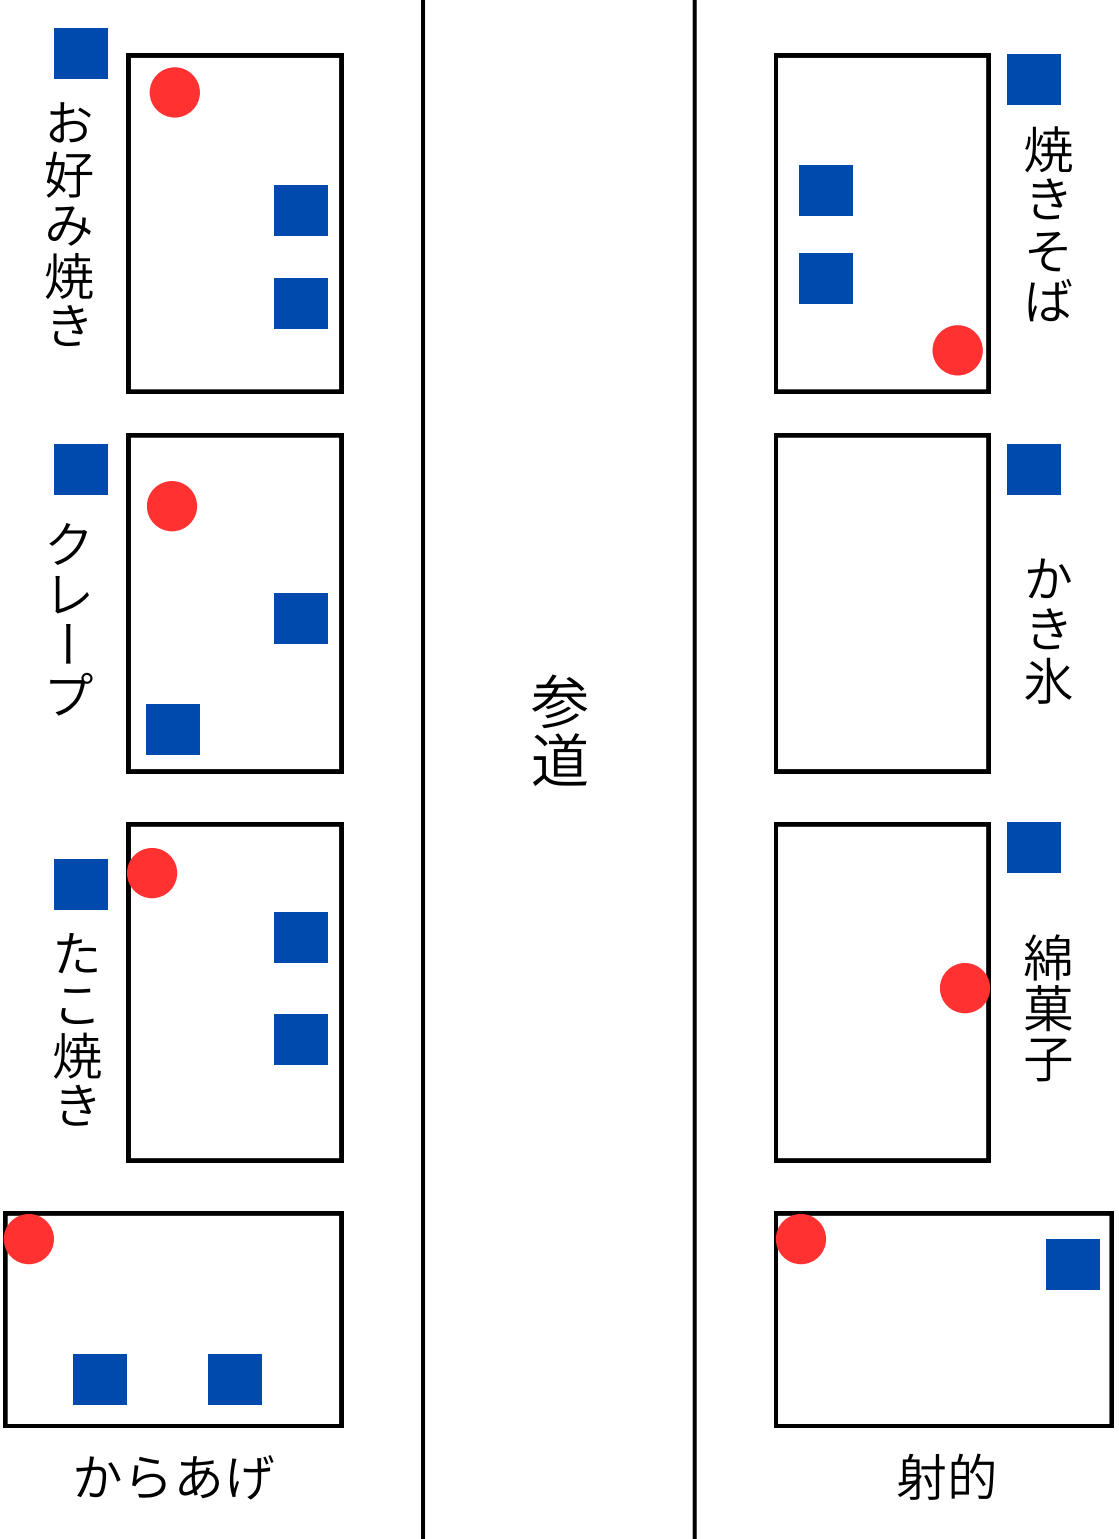 お好み焼き
クレープ
たこ焼き
からあげ
参道
焼きそば
かき氷
綿菓子
射的